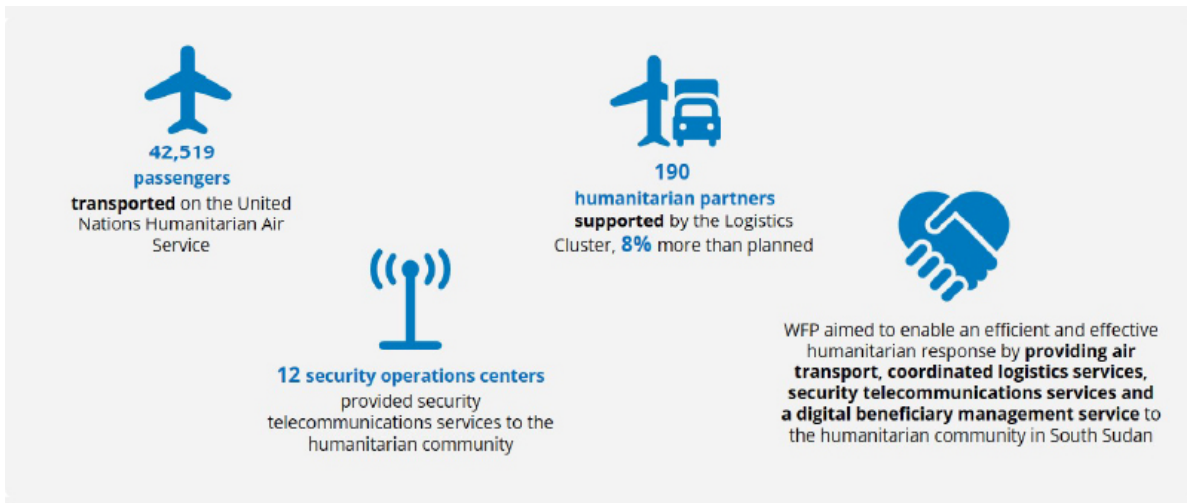 42,519
passengers
transported on the United
Nations Humanitarian Air
Service
190
humanitarian partners
supported by the Logistics
Cluster, 8% more than planned
12 security operations centers
provided security
telecommunications services to the
humanitarian community
WFP aimed to enable an efficient and effective
humanitarian response by providing air
transport, coordinated logistics services,
security telecommunications services and
a digital beneficiary management service to
the humanitarian community in South Sudan